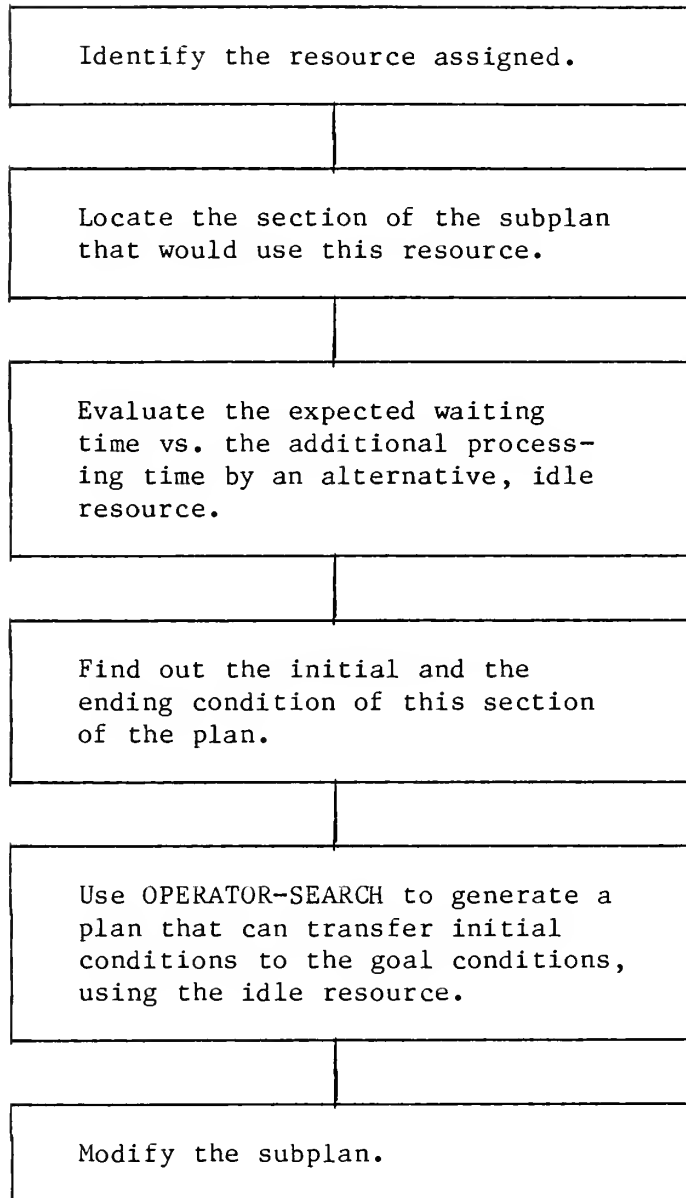 Identify the resource assigned.
Locate the section of the subplan
that would use this resource.
Evaluate the expected waiting
time vs. the additional process-
ing time by an alternative, idle
resource.
Find out the initial and the
ending condition of this section
of the plan.
Use OPERATOR-SEARCH to generate a
plan that can transfer initial
conditions to the goal conditions,
using the idle resource.
Modify the subplan.